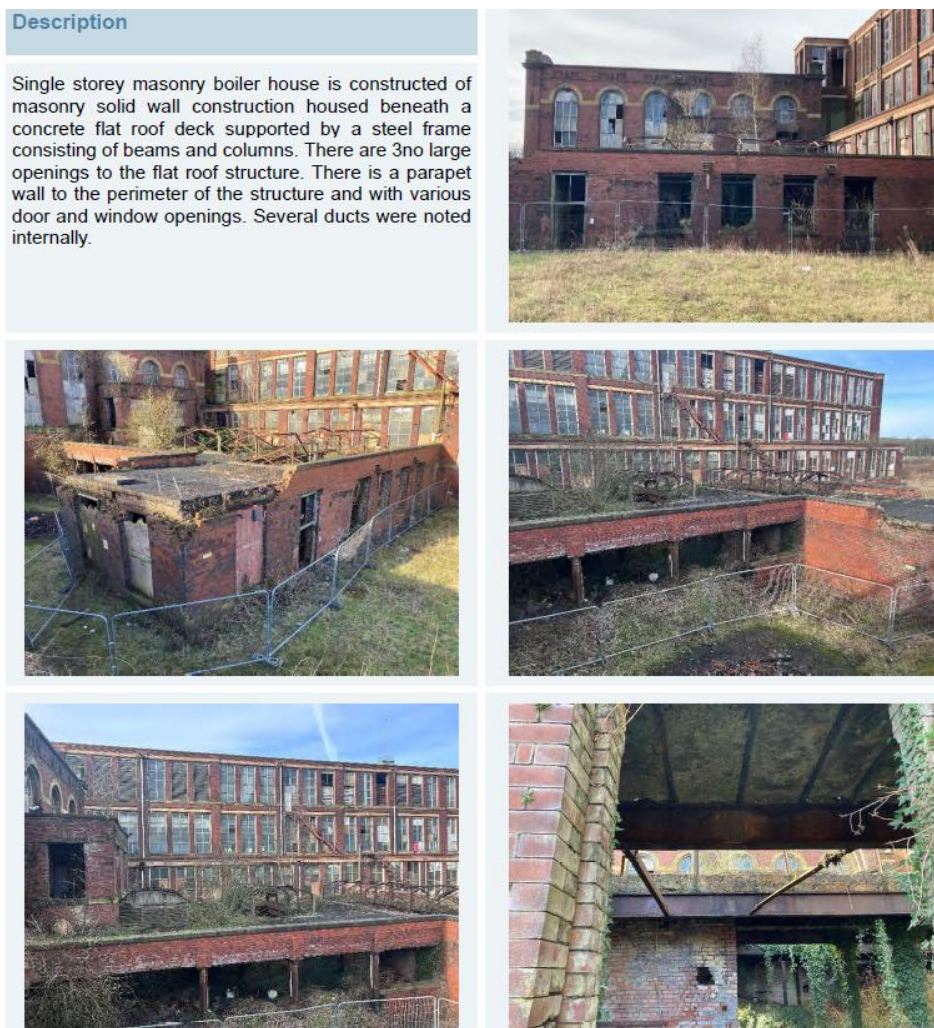 Description
Single storey masonry boiler house is constructed of
masonry solid wall construction housed beneath a
concrete flat roof deck supported by a steel frame
consisting of beams and columns. There are 3no large
openings to the flat roof structure. There is a parapet
wall to the perimeter of the structure and with various
door and window openings. Several ducts were noted
internally.